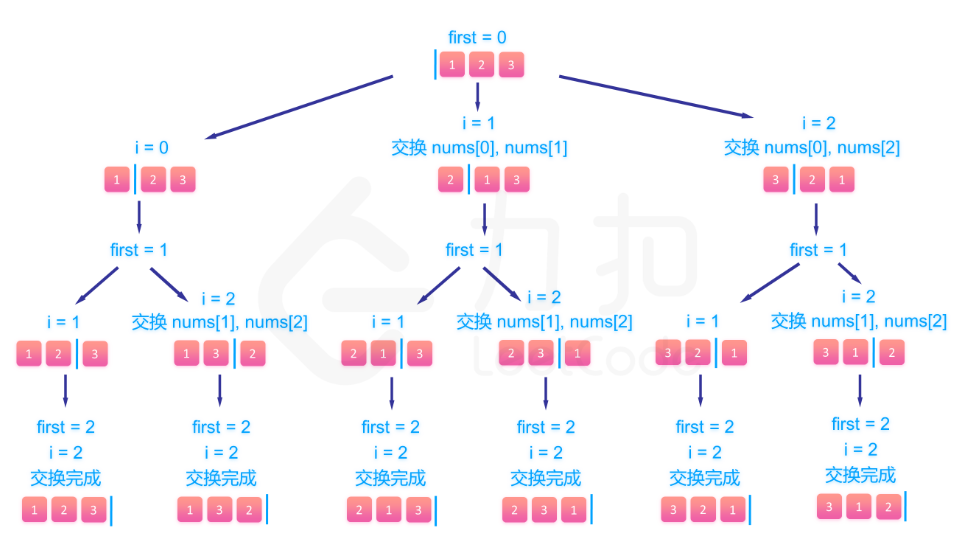 first = 0
1 2 3
i = 0
i = 1
交换 nums[0], nums[1]
i = 2
交换 nums[0], nums[2]
1 2 3
2 1 3
3 2 1
first = 1
first = 1
first = 1
i = 1
i = 2
交换 nums[1], nums[2]
i = 1
i = 2
交换 nums[1], nums[2]
i = 1
i = 2
交换 nums[1], nums[2]
1 2 3
1 3 2
2 1 3
2 3 1
3 2 1
3 1 2
first = 2
i = 2
交换完成
1 2 3
first = 2
i = 2
交换完成
1 3 2
first = 2
i = 2
交换完成
2 1 3
first = 2
i = 2
交换完成
2 3 1
first = 2
i = 2
交换完成
3 2 1
first = 2
i = 2
交换完成
3 1 2
力扣
LeetCode